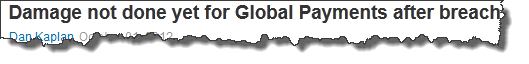 Damage not done yet for Global Payments after breach
Dan Kaplan